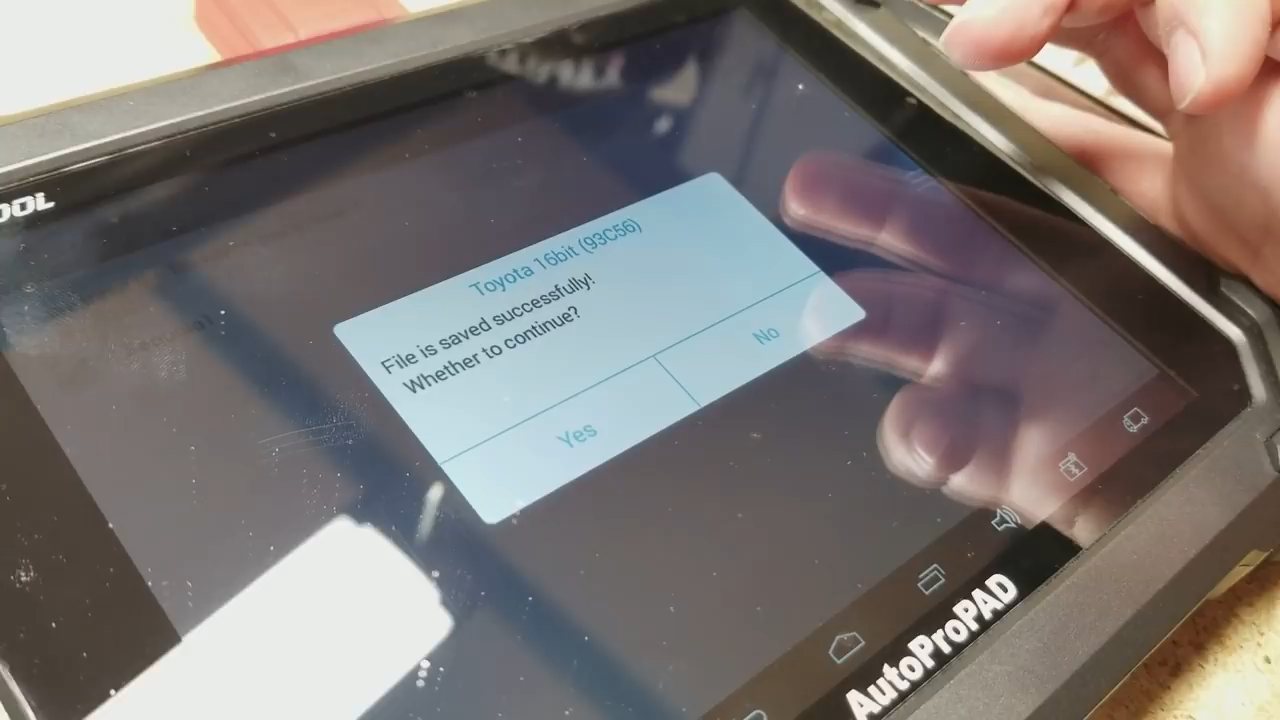 OOL
Toyota 16bit (93C56)
File is saved successfully!
Whether to continue?
Yes
No
AutoProPAD